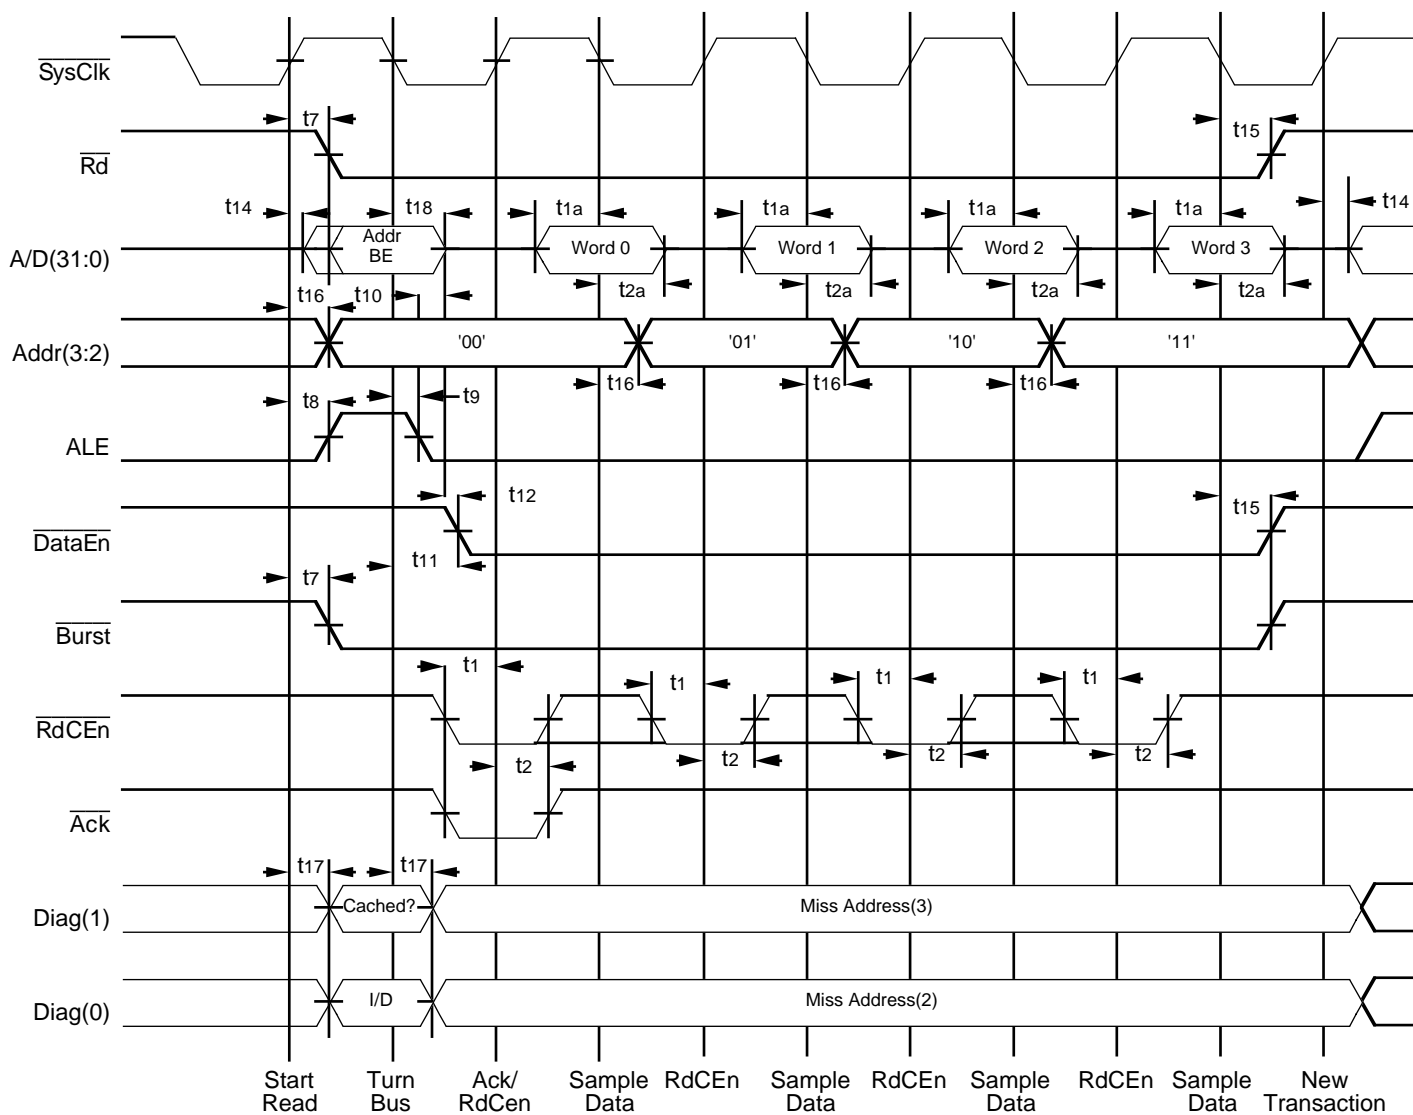 SysClk
t7
t15
Rd
t14
t18
t1a
t1a
t1a
t1a
t14
A/D(31:0)
Addr
BE
Word 0
Word 1
Word 2
Word 3
t16
t10
t2a
t2a
t2a
t2a
Addr(3:2)
'00'
'01'
'10'
'11'
t16
t16
t16
t8
t9
ALE
t12
t15
DataEn
t11
t7
Burst
t1
t1
t1
t1
RdCEn
t2
t2
t2
t2
Ack
t17
t17
Diag(1)
Cached?
Miss Address(3)
Diag(0)
I/D
Miss Address(2)
Start
Read
Turn
Bus
Ack/
RdCen
Sample
Data
RdCEn
Sample
Data
RdCEn
Sample
Data
RdCEn
Sample
Data
New
Transaction